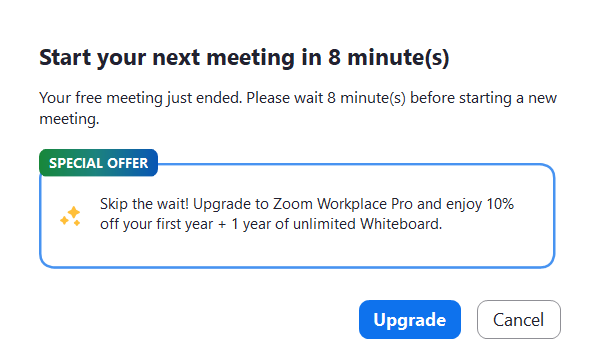 Start your next meeting in 8 minute(s)
Your free meeting just ended. Please wait 8 minute(s) before starting a new
meeting.
SPECIAL OFFER
Skip the wait! Upgrade to Zoom Workplace Pro and enjoy 10%
off your first year + 1 year of unlimited Whiteboard.
Upgrade
Cancel